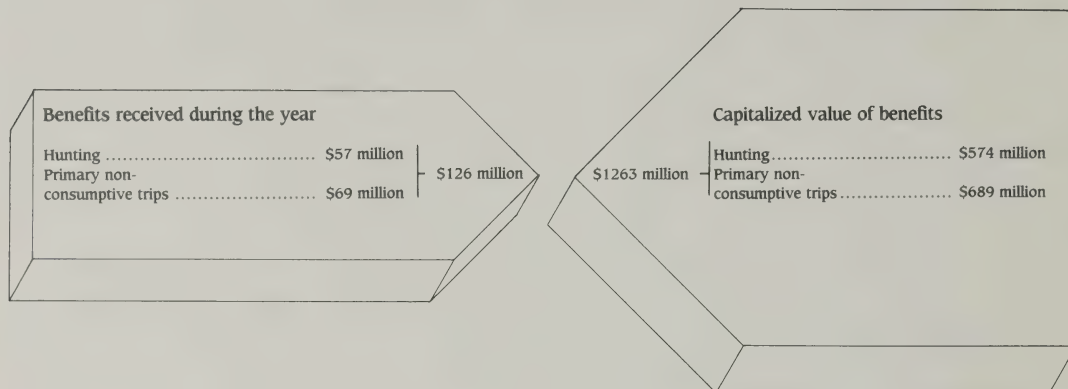 Benefits received during the year
Hunting ................................ $57 million
Primary non-
consumptive trips ........................ $69 million
$126 million
Capitalized value of benefits
$1263 million
Hunting ................................ $574 million
Primary non-
consumptive trips ................... $689 million